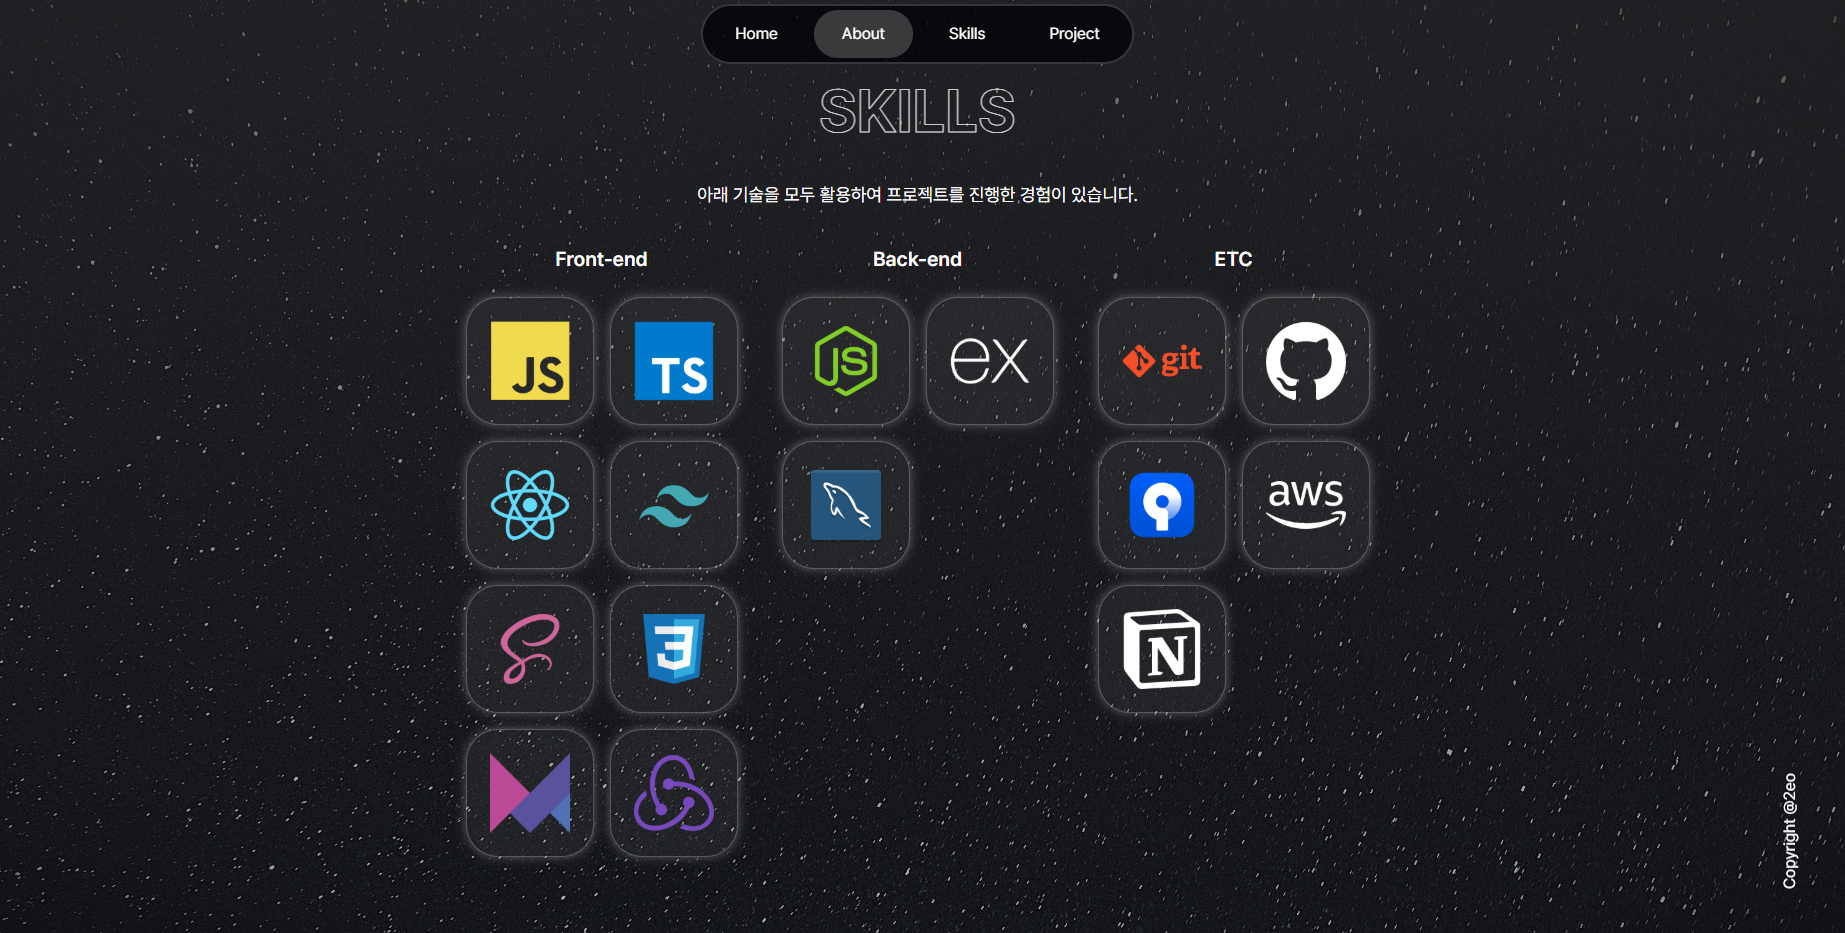 Home About Skills Project
SKILLS
아래 기술을 모두 활용하여 프로젝트를 진행한 경험이 있습니다.
Front-end Back-end ETC
JS TS JS ex git
aws
3
N
Copyright @2eo